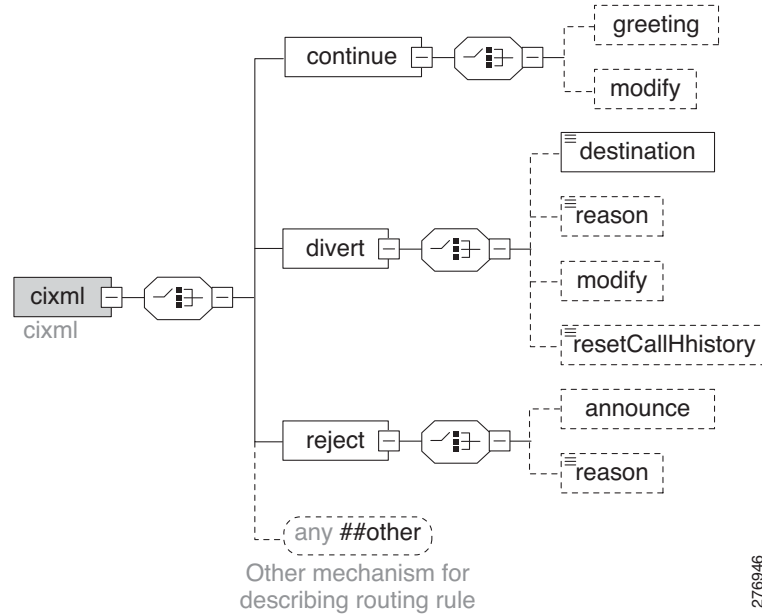 continue
greeting
modify
divert
destination
reason
modify
resetCallHhistory
cixml
cixml
reject
announce
reason
any ##other
Other mechanism for
describing routing rule
276946